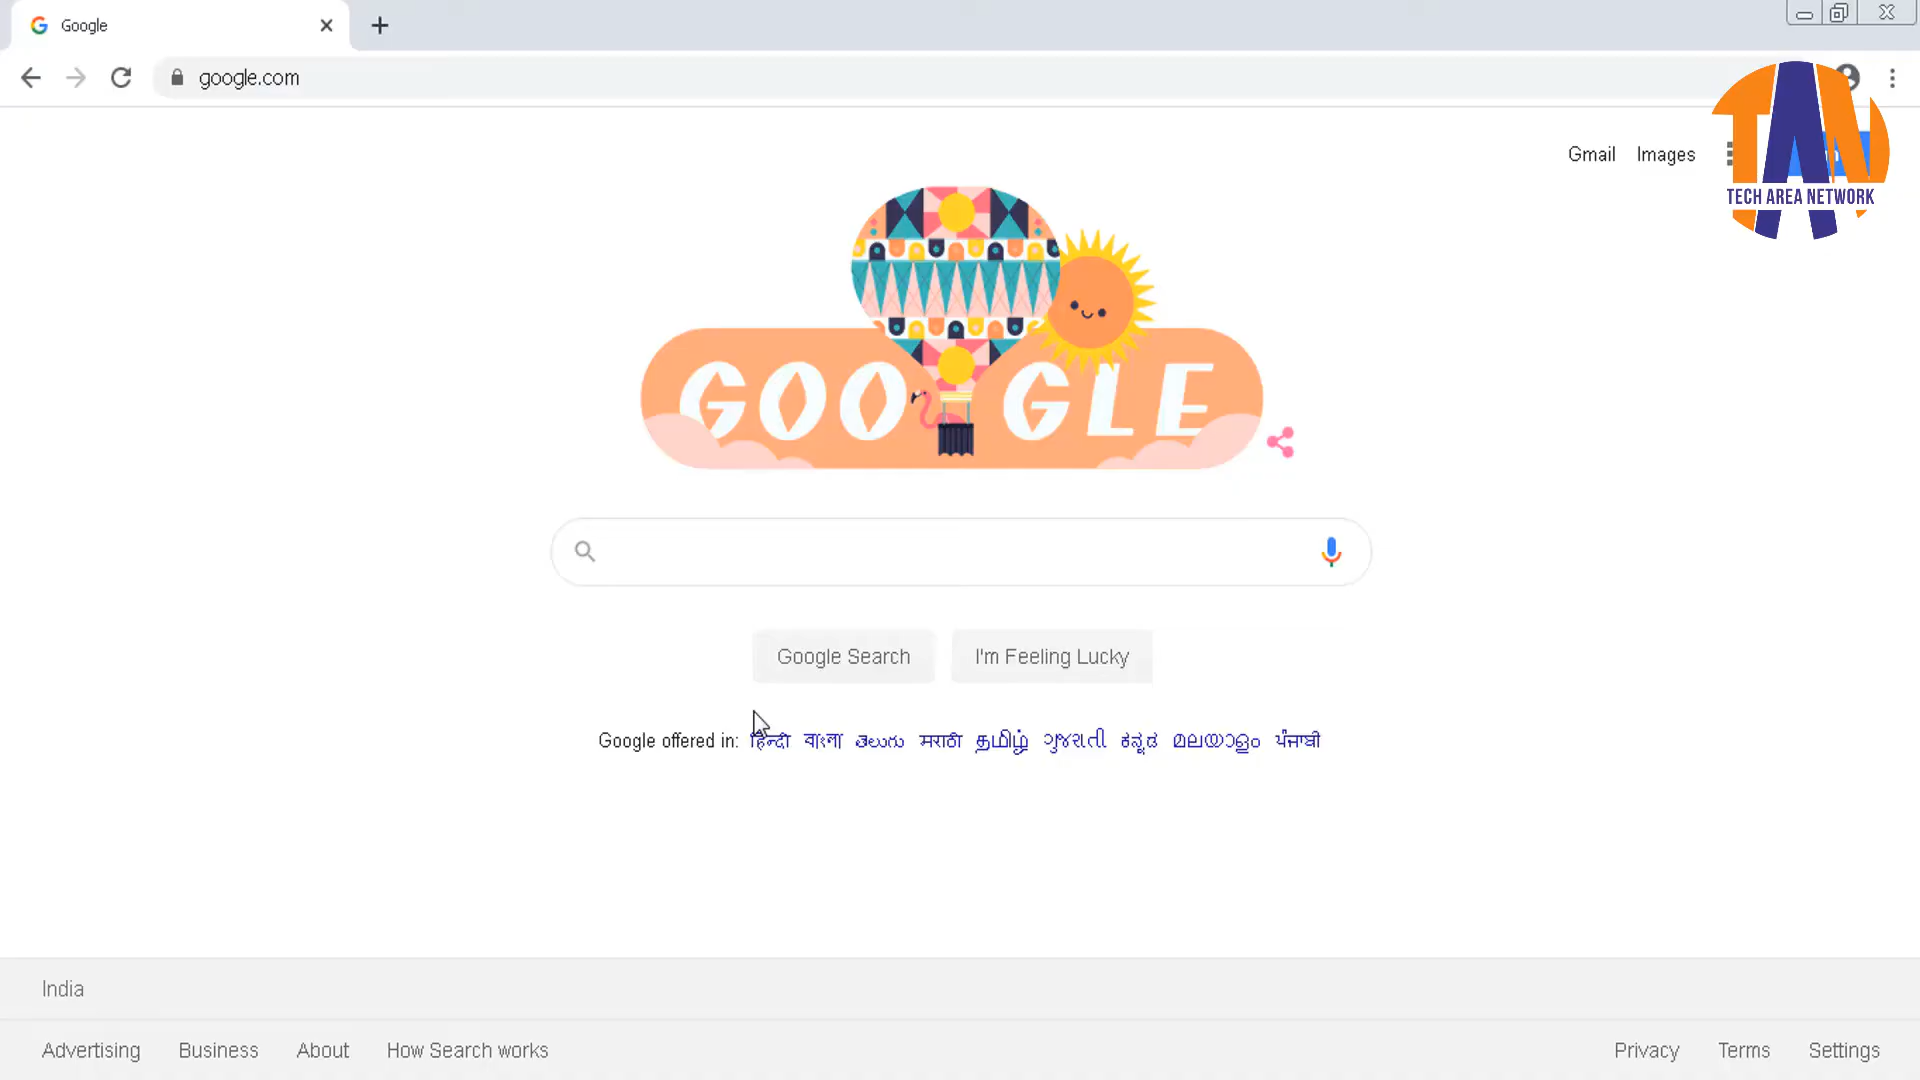 Google
google.com
Gmail Images
TAN
TECH AREA NETWORK
GOOGLE
Google Search I'm Feeling Lucky
Google offered in: हिन्दी বাংলা తెలుగు मराठी தமிழ் ગુજરાતી ಕನ್ನಡ മലയാളം ਪੰਜਾਬੀ
India
Advertising Business About How Search works Privacy Terms Settings